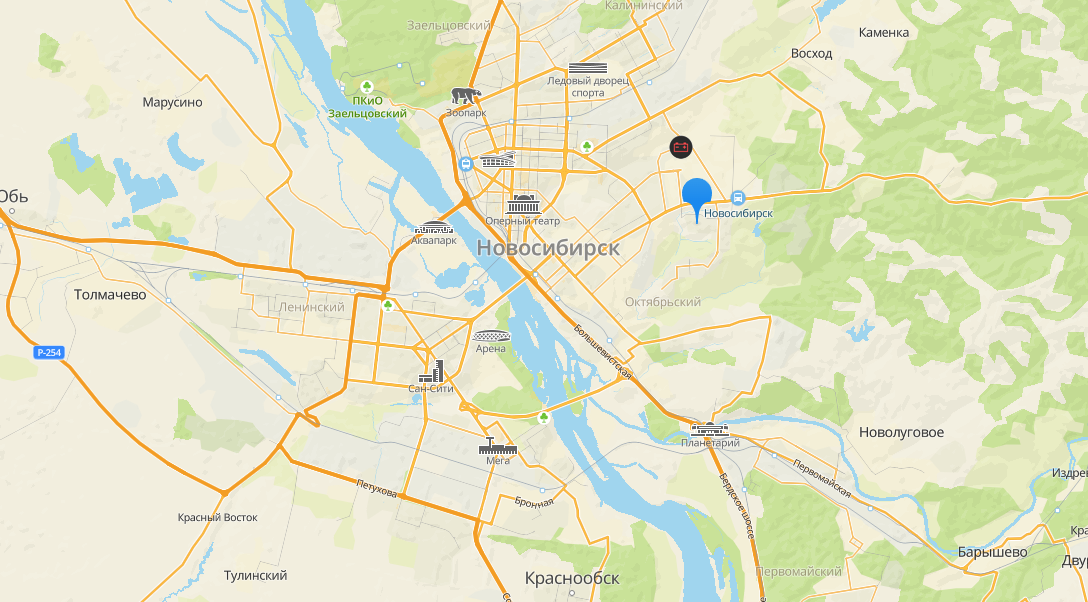 Калининский
Заельцовский
Каменка
Восход
Ледовый дворец
спорта
Марусино
ПКиО
Заельцовский
Зоопарк
Обь
Новосибирск
Оперный театр
Аквапарк
Новосибирск
Толмачево
Ленинский
Октябрьский
Большевистская
Арена
Р-254
Сан-Сити
Планетарий
Новолуговое
Мега
Первомайская
Издрев
Петухова
Бердское шоссе
Бронная
Красный Восток
Кра
Барышево
Двур
Тулинский
Первомайский
Краснообск
Со